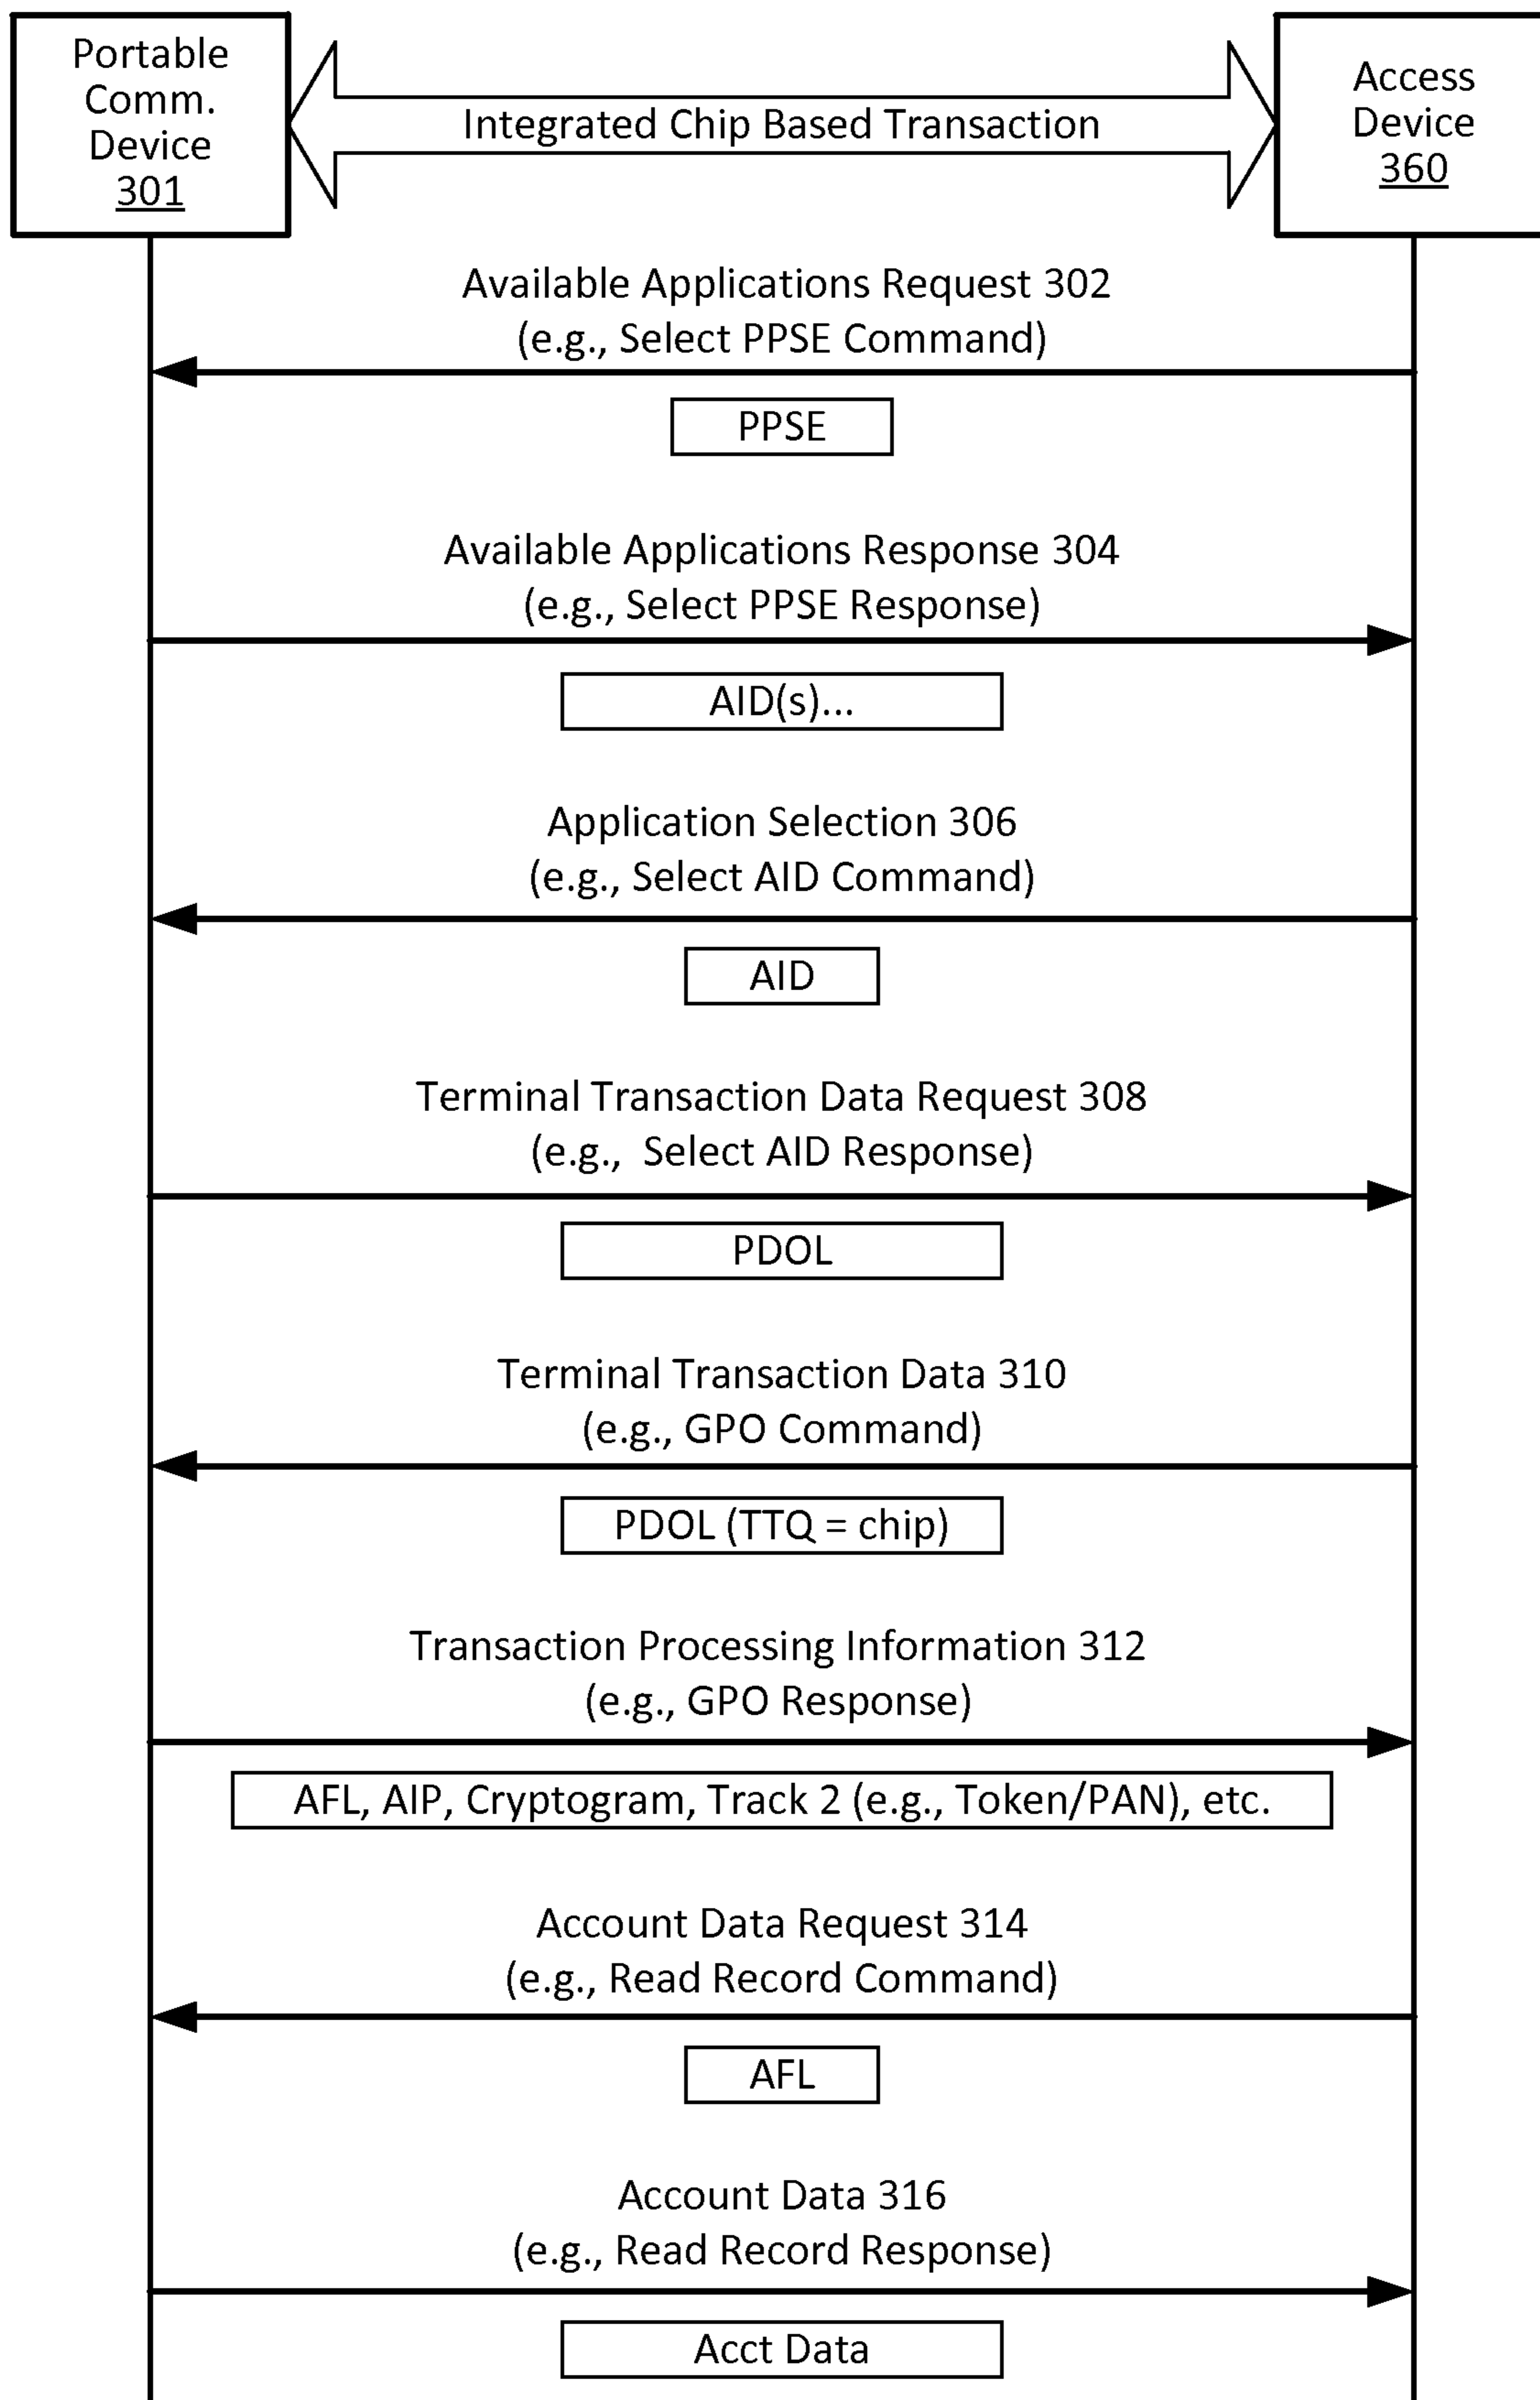 Portable
Comm.
Device
301
Integrated Chip Based Transaction
Access
Device
360
Available Applications Request 302
(e.g., Select PPSE Command)
PPSE
Available Applications Response 304
(e.g., Select PPSE Response)
AID(s)...
Application Selection 306
(e.g., Select AID Command)
AID
Terminal Transaction Data Request 308
(e.g., Select AID Response)
PDOL
Terminal Transaction Data 310
(e.g., GPO Command)
PDOL (TTQ = chip)
Transaction Processing Information 312
(e.g., GPO Response)
AFL, AIP, Cryptogram, Track 2 (e.g., Token/PAN), etc.
Account Data Request 314
(e.g., Read Record Command)
AFL
Account Data 316
(e.g., Read Record Response)
Acct Data